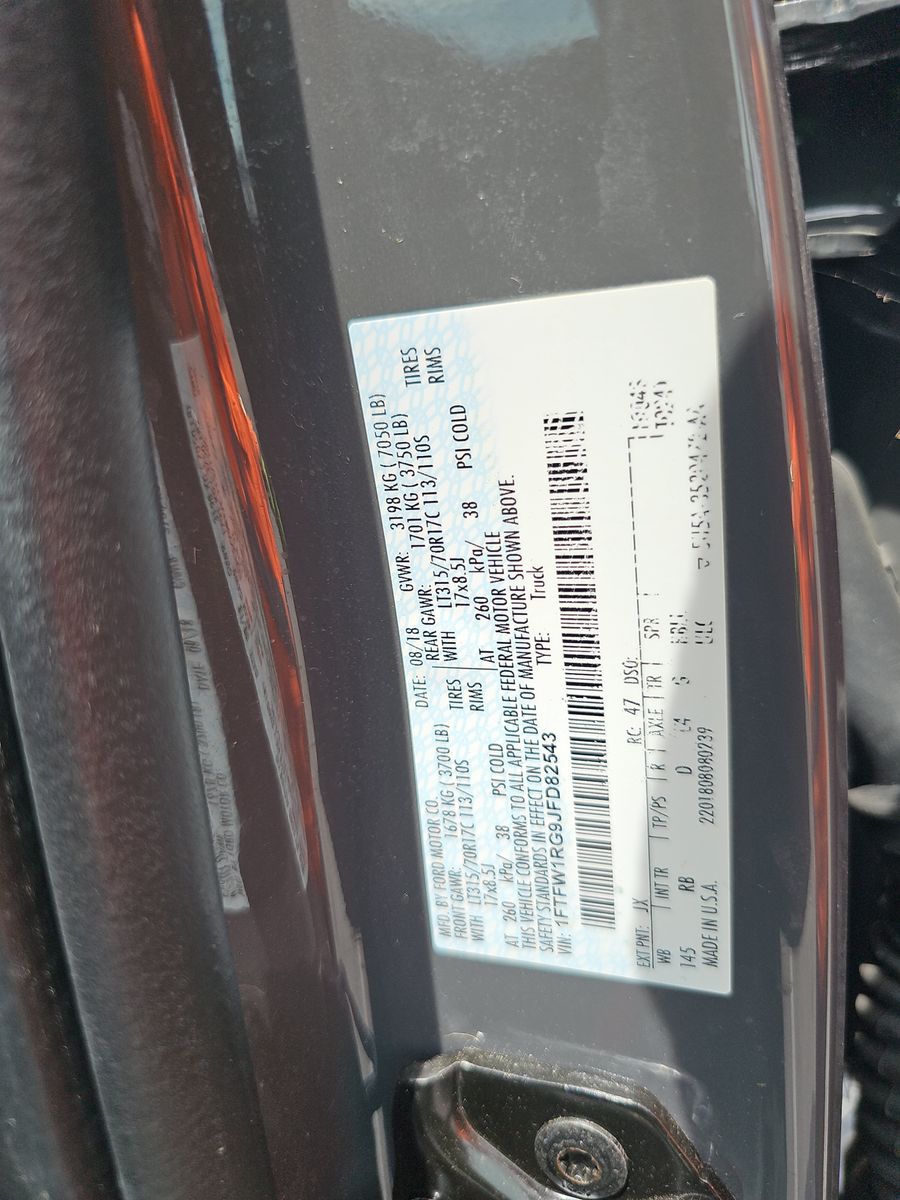 MFD. BY FORD MOTOR CO.
DATE: 08/18 GVWR: 3198 KG ( 7050 LB)
FRONT GAWR: 1678 KG ( 3700 LB) REAR GAWR: 1701 KG ( 3750 LB)
WITH LT315/70R17C 113/110S TIRES WITH LT315/70R17C 113/110S TIRES
17x8.5J RIMS 17x8.5J RIMS
AT 260 kPa/ 38 PSI COLD AT 260 kPa/ 38 PSI COLD
THIS VEHICLE CONFORMS TO ALL APPLICABLE FEDERAL MOTOR VEHICLE
SAFETY STANDARDS IN EFFECT ON THE DATE OF MANUFACTURE SHOWN ABOVE.
VIN: 1FTFW1RG9JFD82543 TYPE: Truck
EXT PNT: JX RC: 47 DSO:
WB INT TR TP/PS R AXLE TR SPR
145 RB D
MADE IN U.S.A. 220180808079